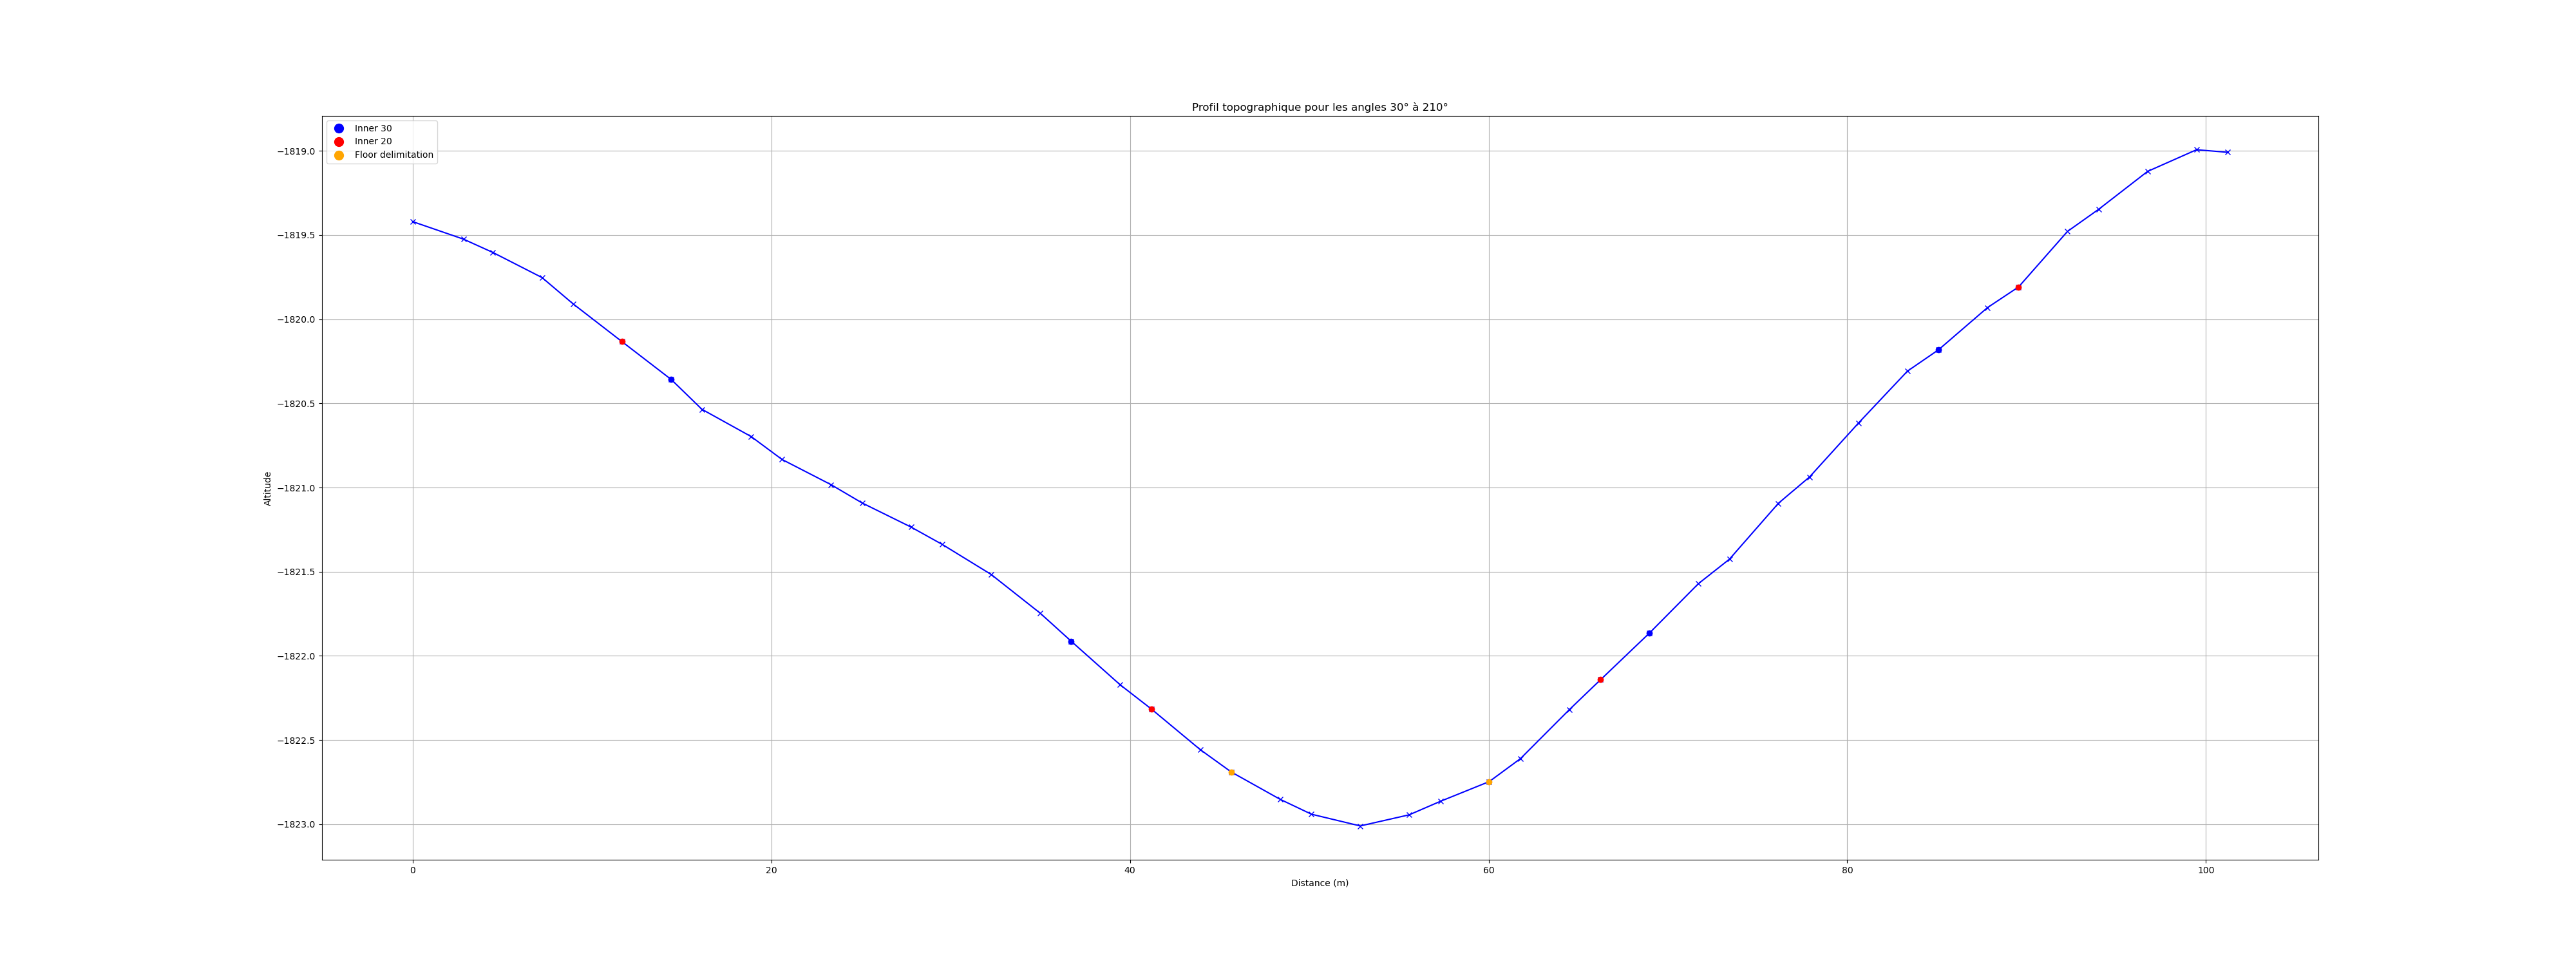 Profil topographique pour les angles 30° à 210°
Inner 30
Inner 20
Floor delimitation
−1819.0
−1819.5
−1820.0
−1820.5
−1821.0
−1821.5
−1822.0
−1822.5
−1823.0
Altitude
0 20 40 60 80 100
Distance (m)